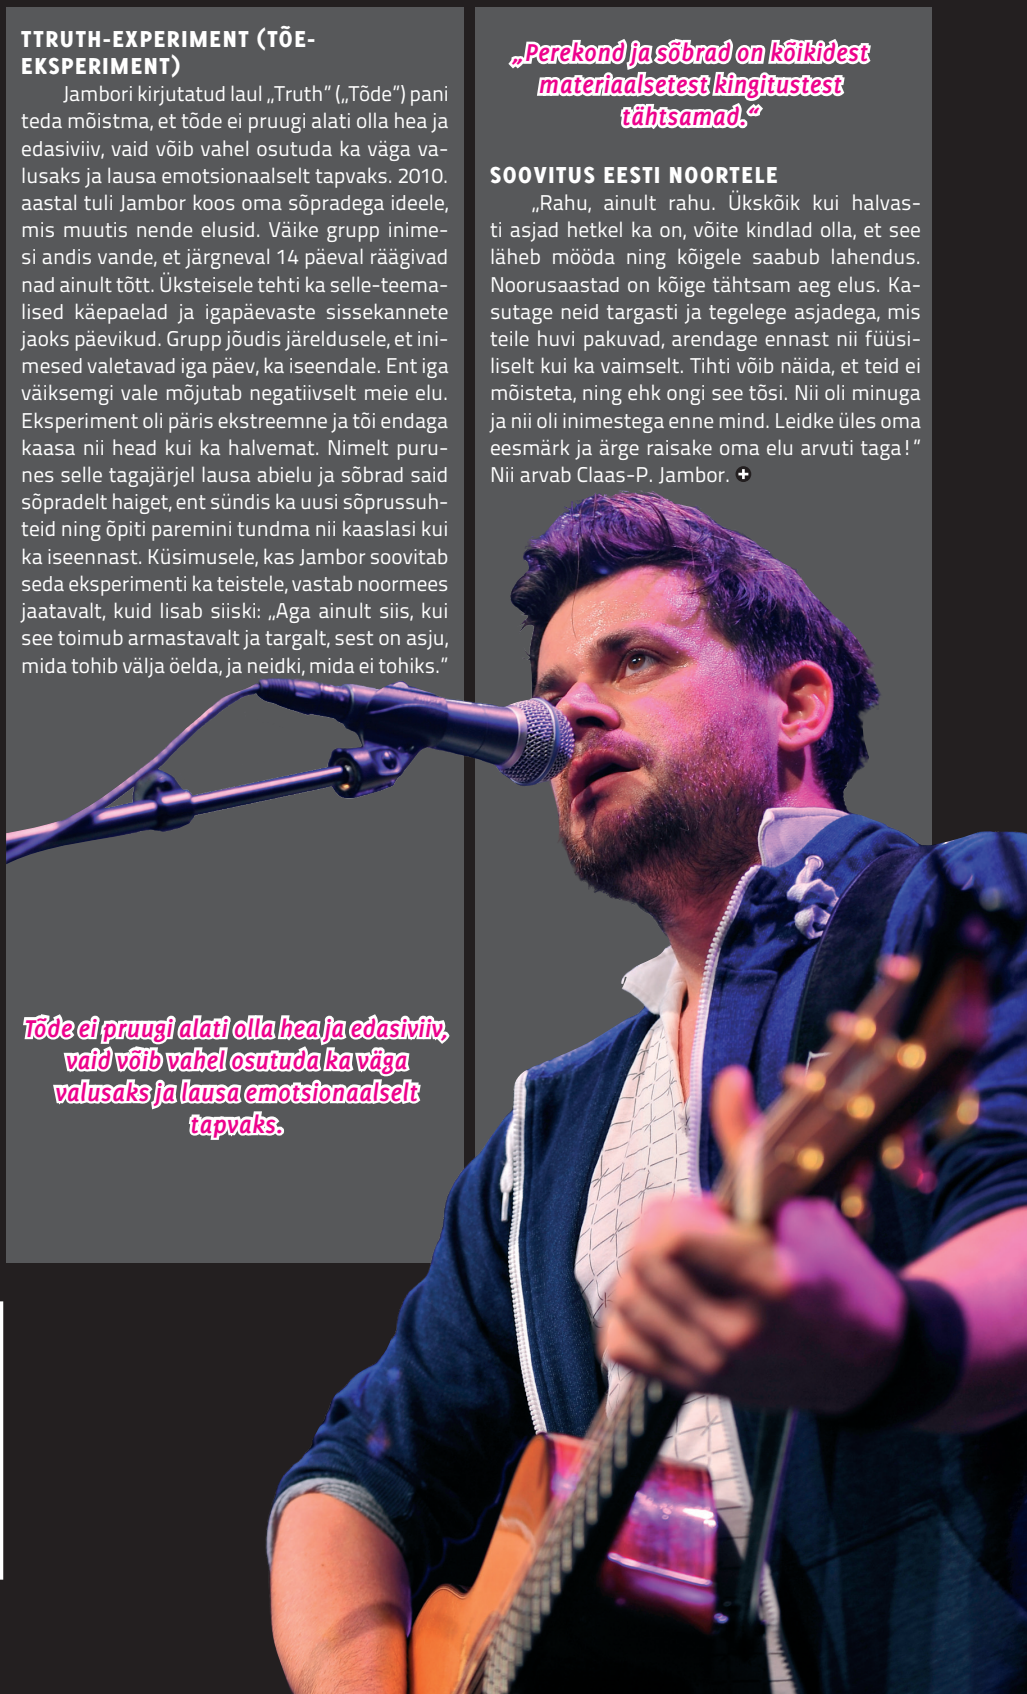 TTRUTH-EXPERIMENT (TÕE-
EKSPERIMENT)
Jambori kirjutatud laul „Truth“ („Tõde“) pani
teda mõistma, et tõde ei pruugi alati olla hea ja
edasiviiv, vaid võib vahel osutuda ka väga va-
lusaks ja lausa emotsionaalselt tapvaks. 2010.
aastal tuli Jambor koos oma sõpradega ideele,
mis muutis nende elusid. Väike grupp inime-
si andis vande, et järgneval 14 päeval räägivad
nad ainult tõtt. Üksteisele tehti ka selle-teema-
lised käepaelad ja igapäevaste sissekannete
jaoks päevikud. Grupp jõudis järeldusele, et ini-
mesed valetavad iga päev, ka iseendale. Ent iga
väiksemgi vale mõjutab negatiivselt meie elu.
Eksperiment oli päris ekstreemne ja tõi endaga
kaasa nii head kui ka halvemat. Nimelt puru-
nes selle tagajärjel lausa abielu ja sõbrad said
sõpradelt haiget, ent sündis ka uusi sõprussuh-
teid ning õpiti paremini tundma nii kaaslasi kui
ka iseennast. Küsimusele, kas Jambor soovitab
seda eksperimenti ka teistele, vastab noormees
jaatavalt, kuid lisab siiski: „Aga ainult siis, kui
see toimub armastavalt ja targalt, sest on asju,
mida tohib välja öelda, ja neidki, mida ei tohiks.”
Tõde ei pruugi alati olla hea ja edasiviiv,
vaid võib vahel osutuda ka väga
valusaks ja lausa emotsionaalselt
tapvaks.
„Perekond ja sõbrad on kõikidest
materiaalsetest kingitustest
tähtsamad.“
SOOVITUS EESTI NOORTELE
„Rahu, ainult rahu. Ükskõik kui halvas-
ti asjad hetkel ka on, võite kindlad olla, et see
läheb mööda ning kõigele saabub lahendus.
Noorusaastad on kõige tähtsam aeg elus. Ka-
sutage neid targasti ja tegelege asjadega, mis
teile huvi pakuvad, arendage ennast nii füüsi-
liselt kui ka vaimselt. Tihti võib näida, et teid ei
mõisteta, ning ehk ongi see tõsi. Nii oli minuga
ja nii oli inimestega enne mind. Leidke üles oma
eesmärk ja ärge raisake oma elu arvuti taga!“
Nii arvab Claas-P. Jambor.